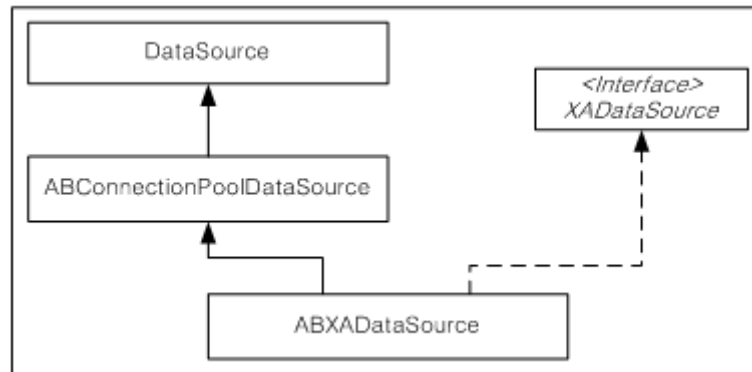 DataSource
<Interface>
XADataSource
ABConnectionPoolDataSource
ABXADataSource